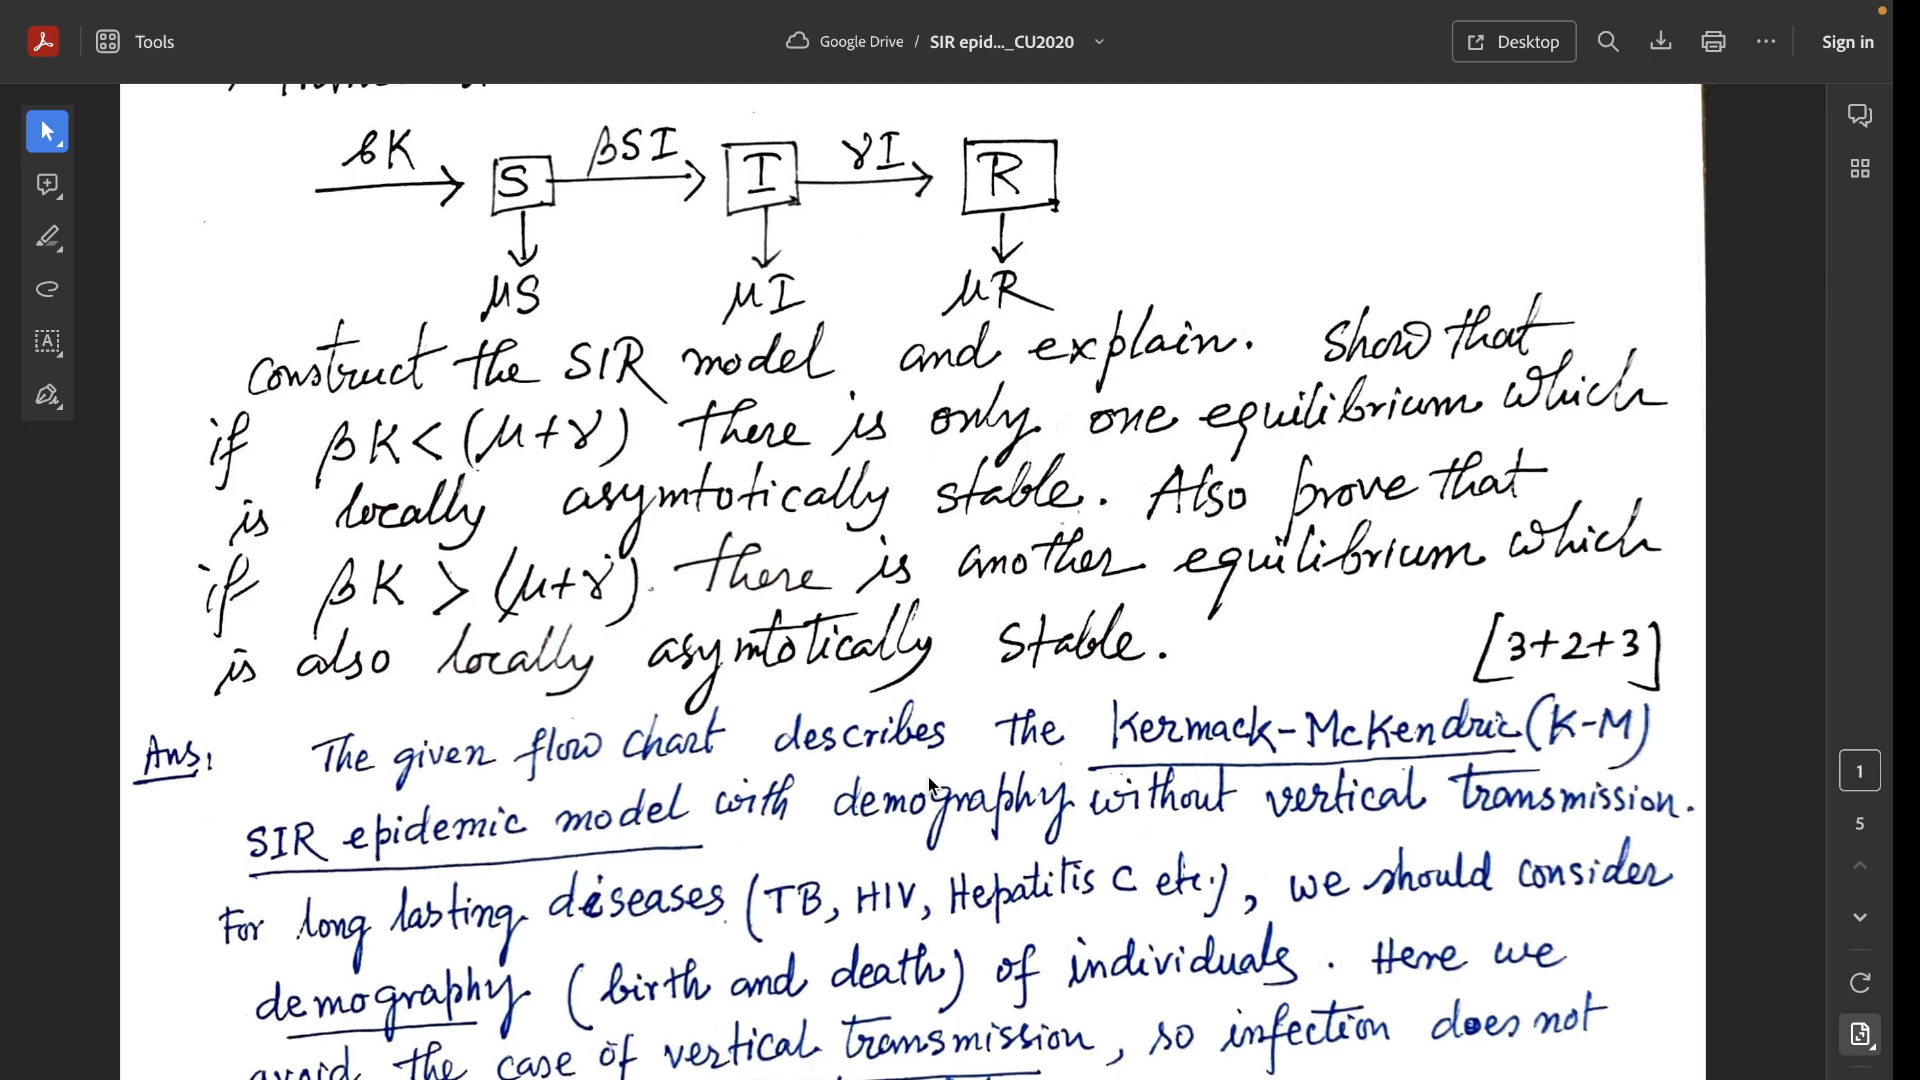 Tools
Google Drive / SIR epid..._CU2020
Desktop
Sign in
bK
S
βSI
I
γI
R
μS
μI
μR
construct the SIR model and explain. Show that
if βK < (μ+γ) there is only one equilibrium which
is locally asymtotically stable. Also prove that
if βK > (μ+γ). there is another equilibrium which
is also locally asymtotically stable.
[3+2+3]
Ans: The given flow chart describes the Kermack-McKendric (K-M)
SIR epidemic model with demography without vertical transmission.
For long lasting diseases (TB, HIV, Hepatitis C etc.), we should consider
demography (birth and death) of individuals. Here we
avoid the case of vertical transmission, so infection does not
1
5